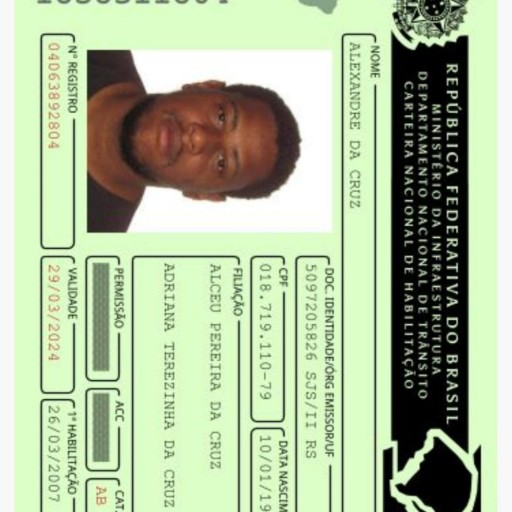 REPÚBLICA FEDERATIVA DO BRASIL
MINISTÉRIO DA INFRAESTRUTURA
DEPARTAMENTO NACIONAL DE TRÂNSITO
CARTEIRA NACIONAL DE HABILITAÇÃO
NOME
ALEXANDRE DA CRUZ
DOC. IDENTIDADE/ÓRG EMISSOR/UF
5097205826 SJS/II RS
CPF
018.719.110-79
DATA NASCIM
10/01/19
FILIAÇÃO
ALCEU PEREIRA DA CRUZ
ADRIANA TEREZINHA DA CRUZ
PERMISSÃO
ACC
CAT.
AB
Nº REGISTRO
04063892804
VALIDADE
29/03/2024
1ª HABILITAÇÃO
26/03/2007